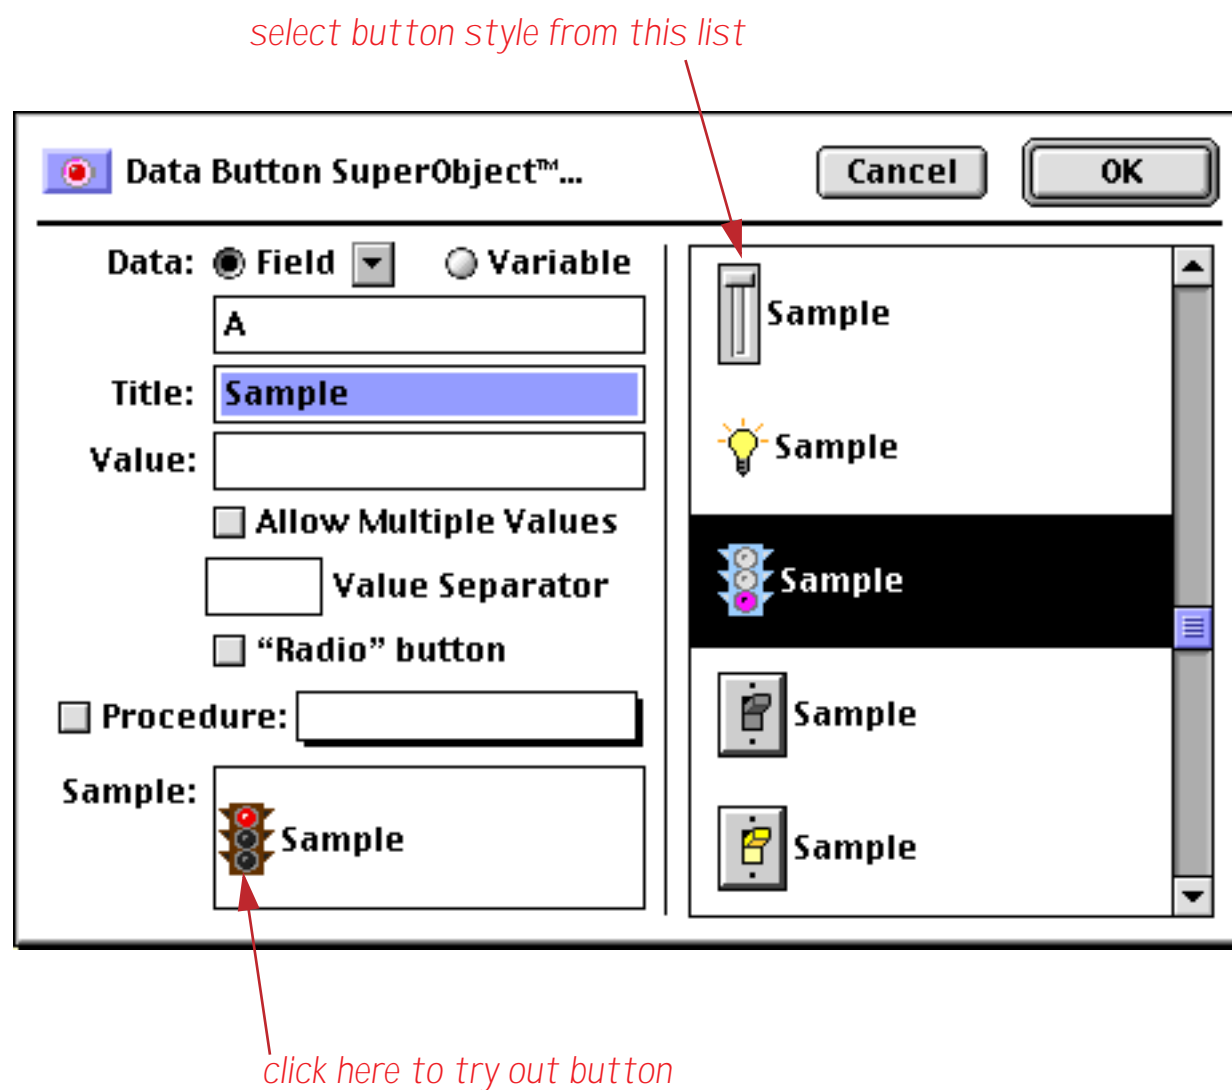 select button style from this list
Data Button SuperObject™...
Cancel
OK
Data:
Field
Variable
A
Title:
Sample
Value:
Allow Multiple Values
Value Separator
“Radio” button
Procedure:
Sample:
Sample
Sample
Sample
Sample
Sample
Sample
click here to try out button